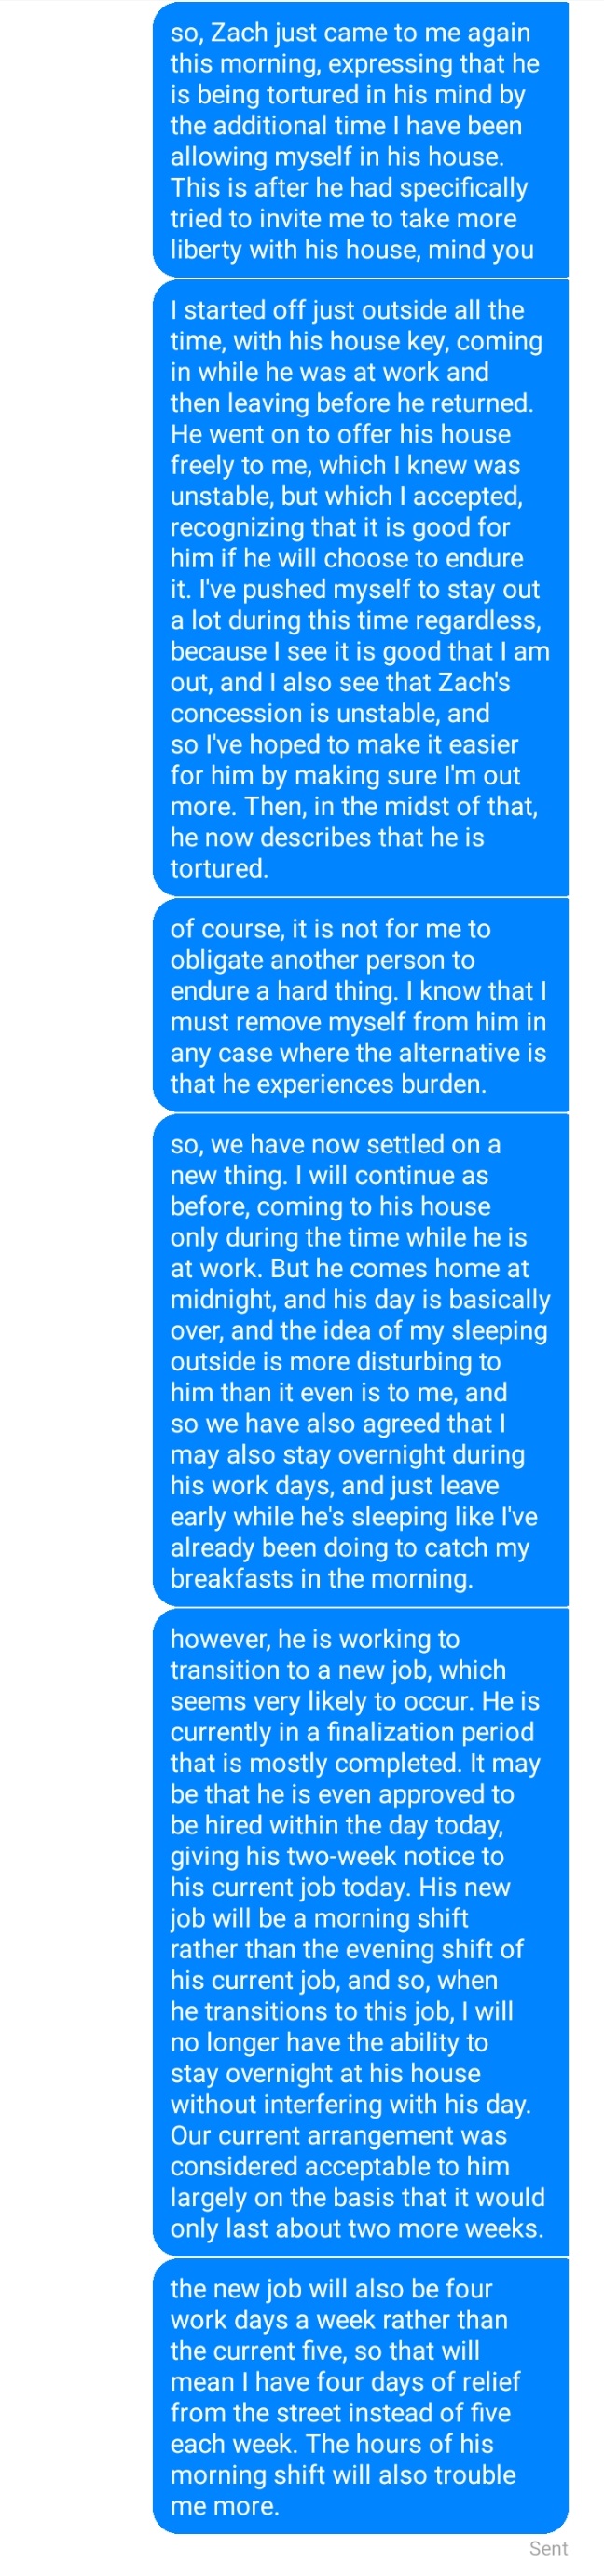 so, Zach just came to me again
this morning, expressing that he
is being tortured in his mind by
the additional time I have been
allowing myself in his house.
This is after he had specifically
tried to invite me to take more
liberty with his house, mind you
I started off just outside all the
time, with his house key, coming
in while he was at work and
then leaving before he returned.
He went on to offer his house
freely to me, which I knew was
unstable, but which I accepted,
recognizing that it is good for
him if he will choose to endure
it. I've pushed myself to stay out
a lot during this time regardless,
because I see it is good that I am
out, and I also see that Zach's
concession is unstable, and
so I've hoped to make it easier
for him by making sure I'm out
more. Then, in the midst of that,
he now describes that he is
tortured.
of course, it is not for me to
obligate another person to
endure a hard thing. I know that I
must remove myself from him in
any case where the alternative is
that he experiences burden.
so, we have now settled on a
new thing. I will continue as
before, coming to his house
only during the time while he is
at work. But he comes home at
midnight, and his day is basically
over, and the idea of my sleeping
outside is more disturbing to
him than it even is to me, and
so we have also agreed that I
may also stay overnight during
his work days, and just leave
early while he's sleeping like I've
already been doing to catch my
breakfasts in the morning.
however, he is working to
transition to a new job, which
seems very likely to occur. He is
currently in a finalization period
that is mostly completed. It may
be that he is even approved to
be hired within the day today,
giving his two-week notice to
his current job today. His new
job will be a morning shift
rather than the evening shift of
his current job, and so, when
he transitions to this job, I will
no longer have the ability to
stay overnight at his house
without interfering with his day.
Our current arrangement was
considered acceptable to him
largely on the basis that it would
only last about two more weeks.
the new job will also be four
work days a week rather than
the current five, so that will
mean I have four days of relief
from the street instead of five
each week. The hours of his
morning shift will also trouble
me more.
Sent